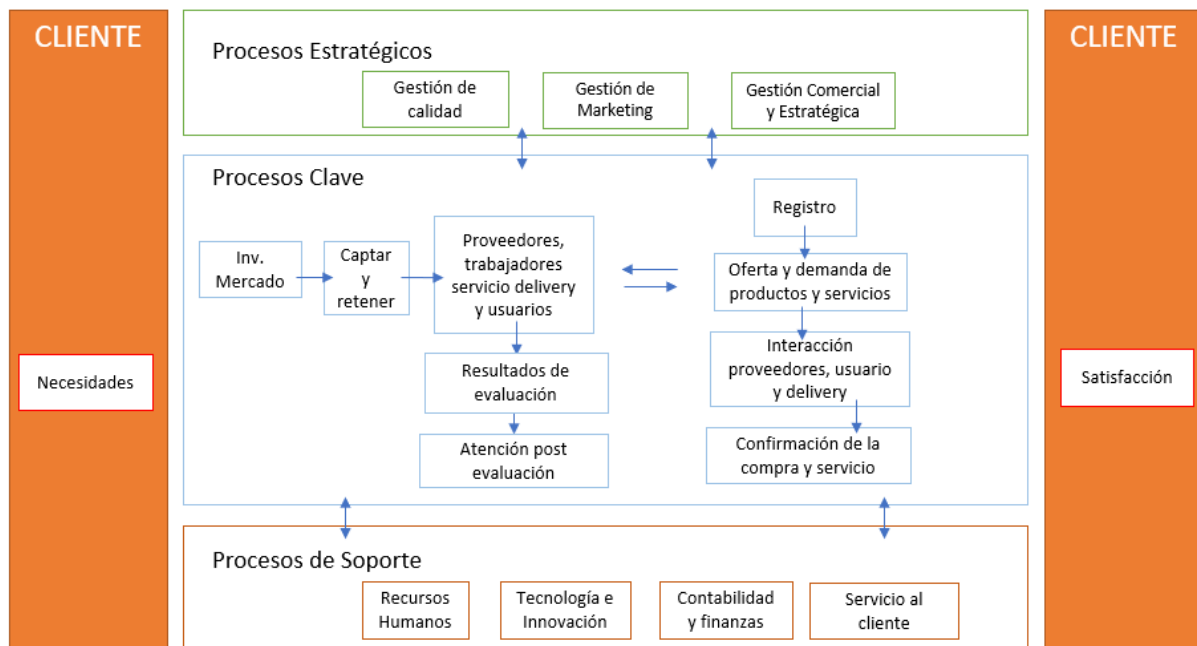 CLIENTE
Necesidades
Procesos Estratégicos
Gestión de
calidad
Gestión de
Marketing
Gestión Comercial
y Estratégica
Procesos Clave
Inv.
Mercado
Captar
y
retener
Proveedores,
trabajadores
servicio delivery
y usuarios
Resultados de
evaluación
Atención post
evaluación
Registro
Oferta y demanda de
productos y servicios
Interacción
proveedores, usuario
y delivery
Confirmación de la
compra y servicio
Procesos de Soporte
Recursos
Humanos
Tecnología e
Innovación
Contabilidad
y finanzas
Servicio al
cliente
CLIENTE
Satisfacción